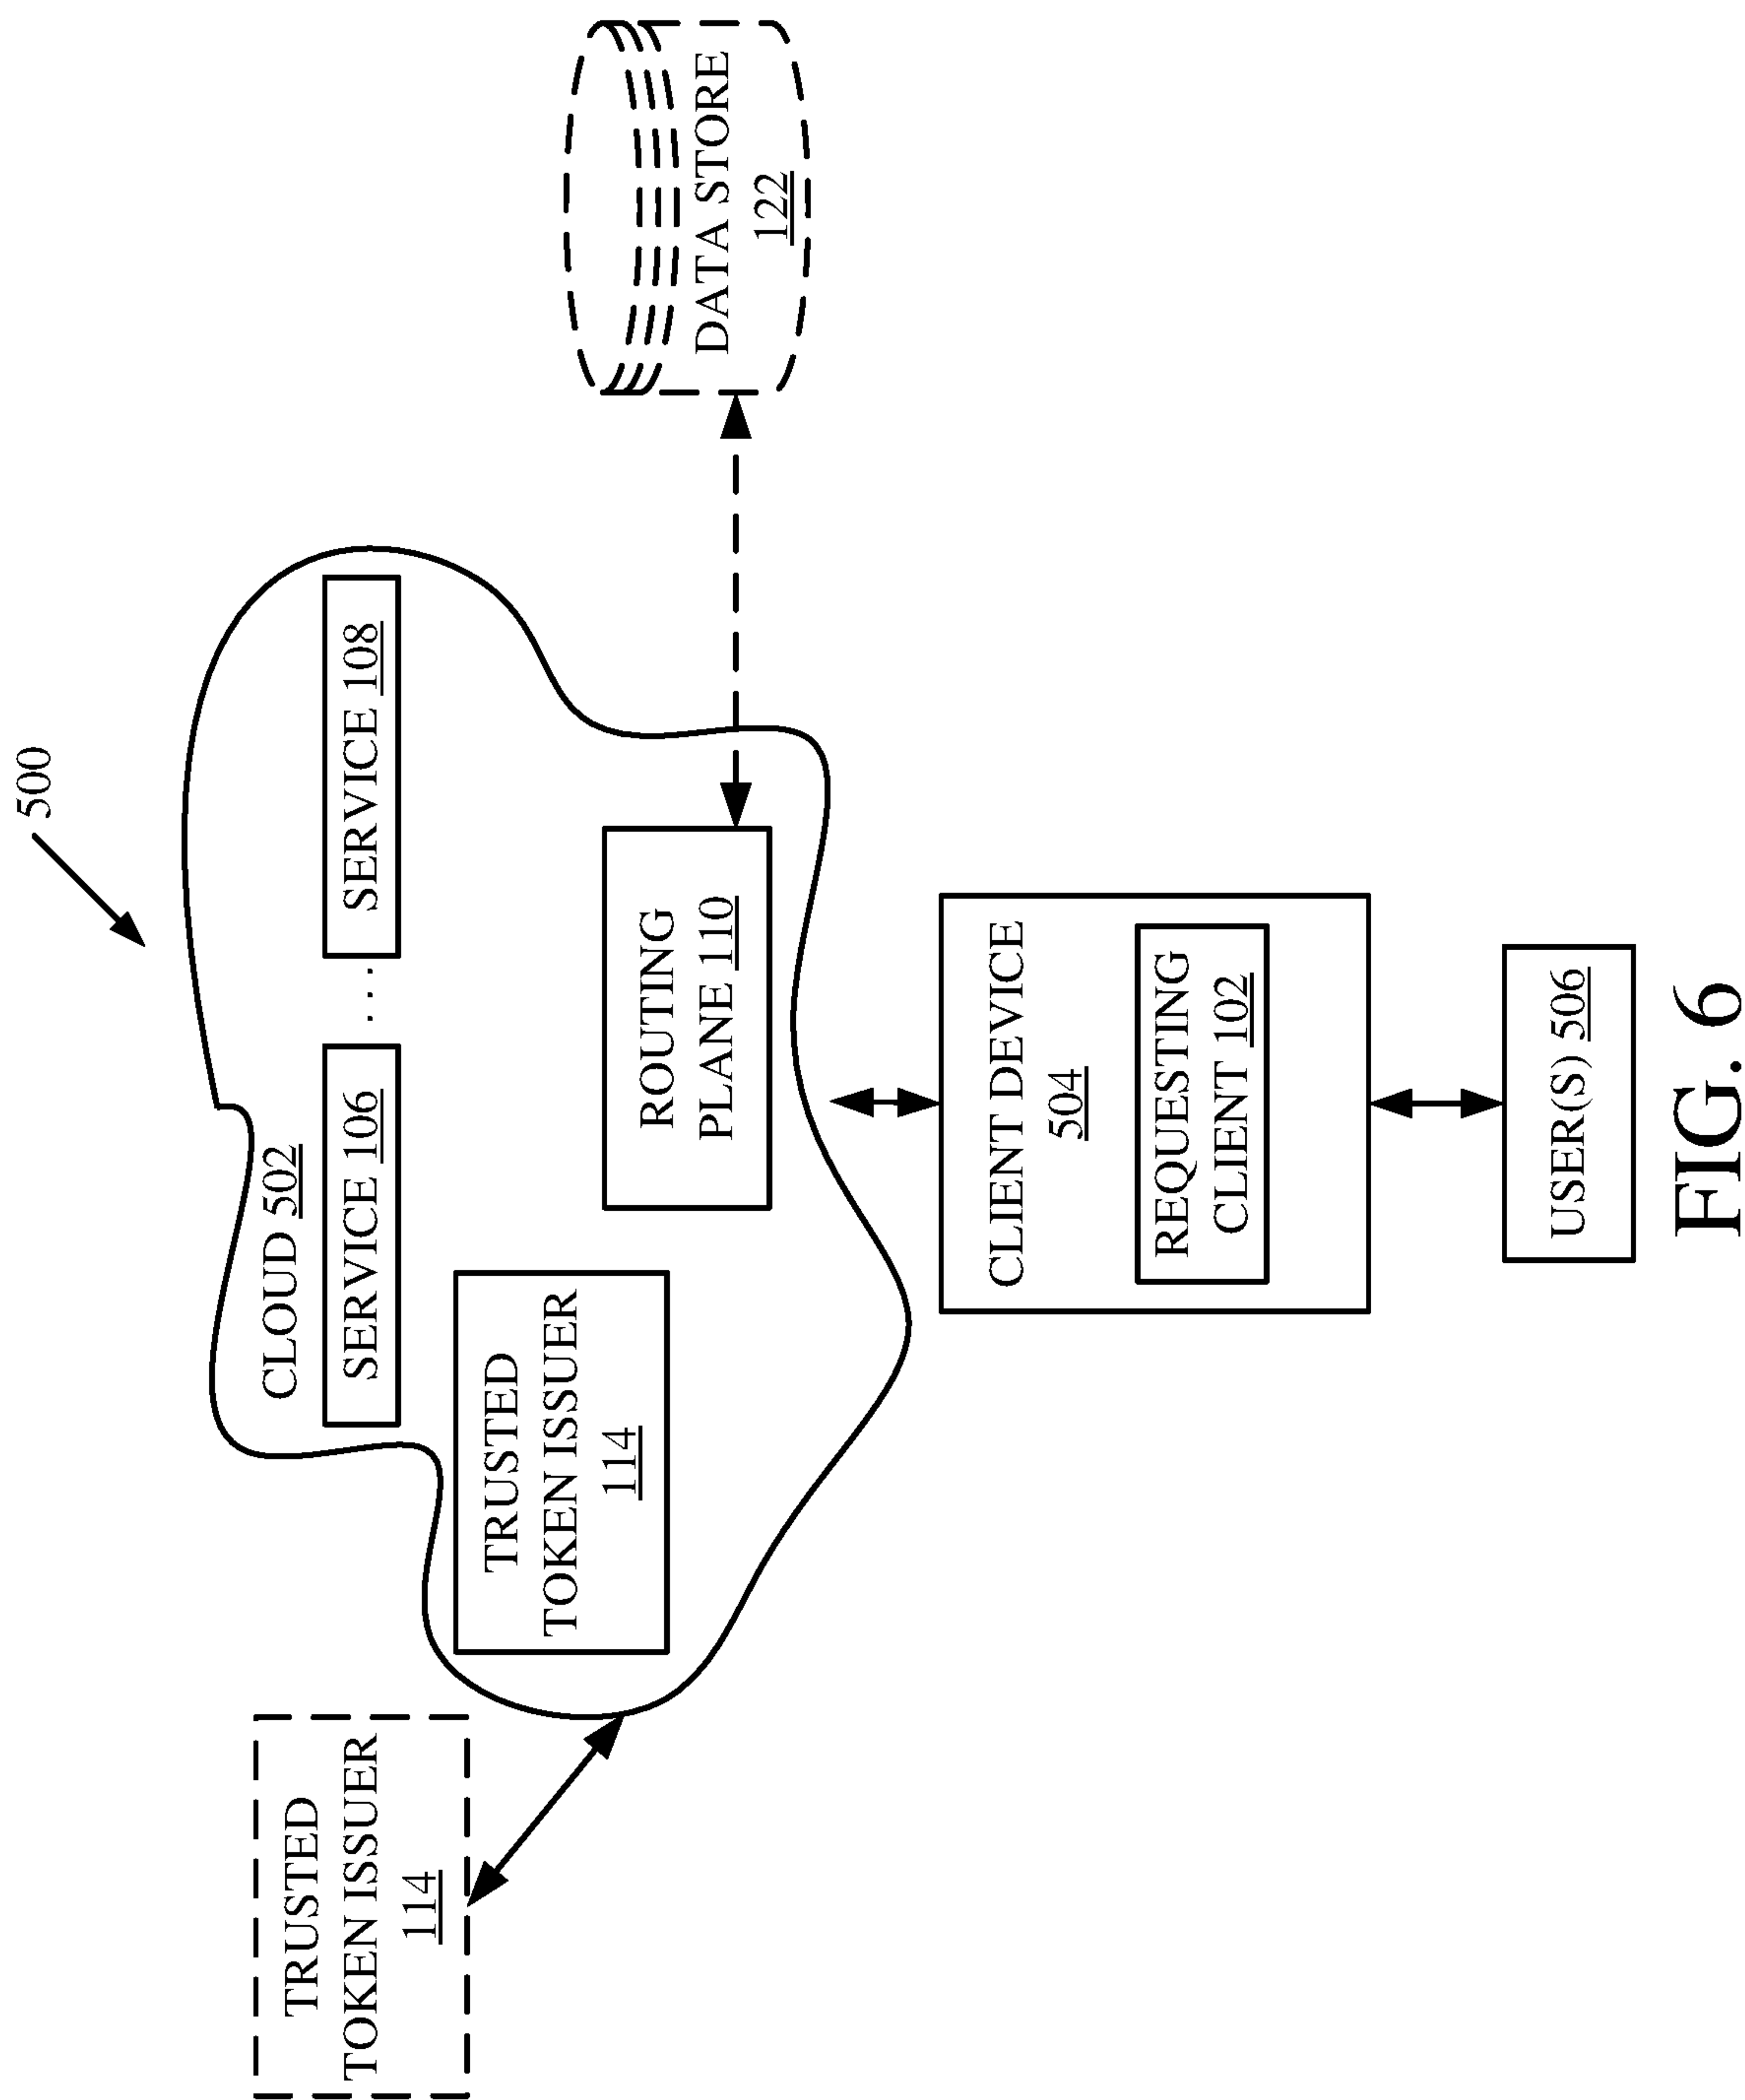 500
CLOUD 502
SERVICE 106
...
SERVICE 108
TRUSTED
TOKEN ISSUER
114
TRUSTED
TOKEN ISSUER
114
ROUTING
PLANE 110
DATA STORE
122
CLIENT DEVICE
504
REQUESTING
CLIENT 102
USER(S) 506
FIG. 6